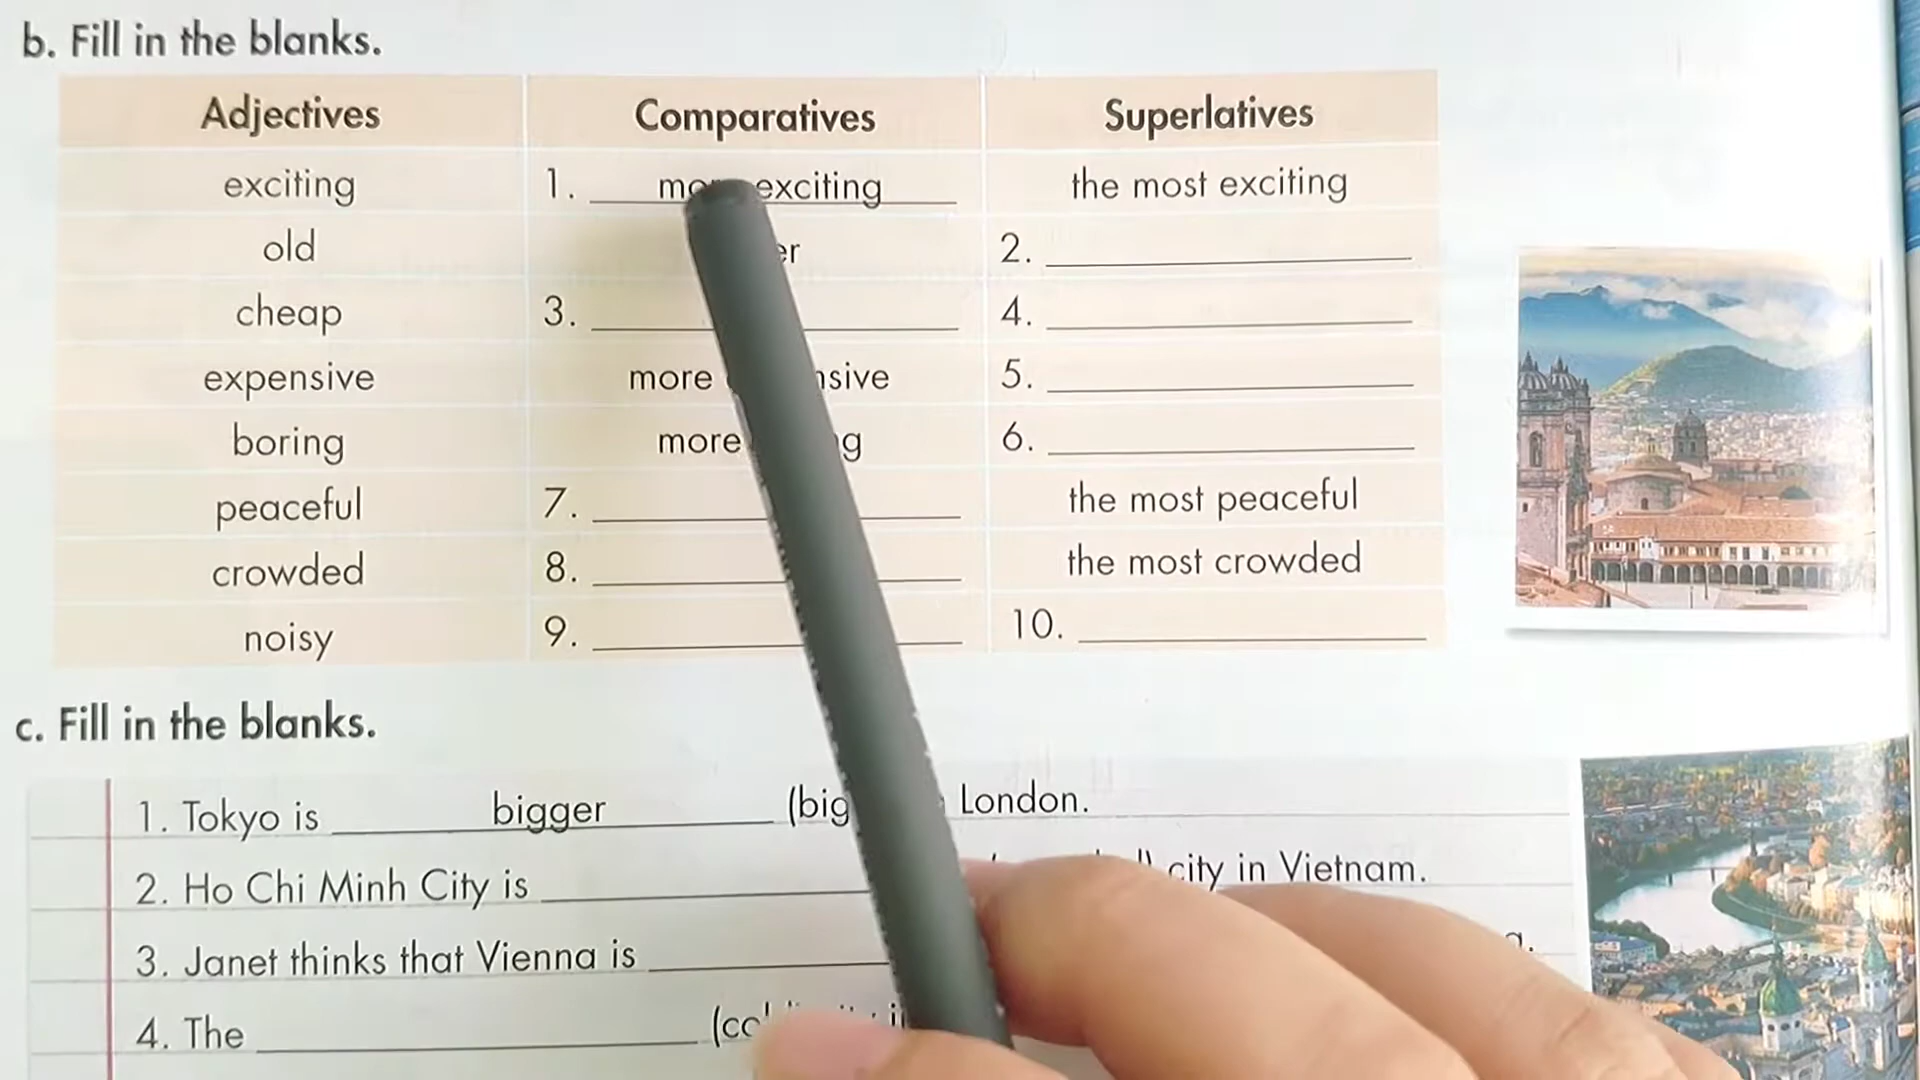 b. Fill in the blanks.
Adjectives Comparatives Superlatives
exciting 1. exciting the most exciting
old 2.
cheap 3. 4.
expensive more 5.
boring more 6.
peaceful 7. the most peaceful
crowded 8. the most crowded
noisy 9. 10.
c. Fill in the blanks.
1. Tokyo is bigger (big London.
2. Ho Chi Minh City is city in Vietnam.
3. Janet thinks that Vienna is
4. The